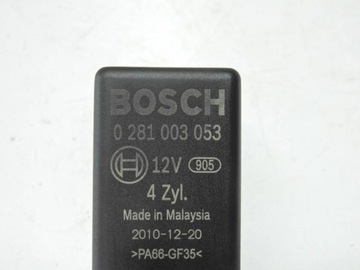 BOSCH
0 281 003 053
12V 905
4 Zyl.
Made in Malaysia
2010-12-20
>PA66-GF35<